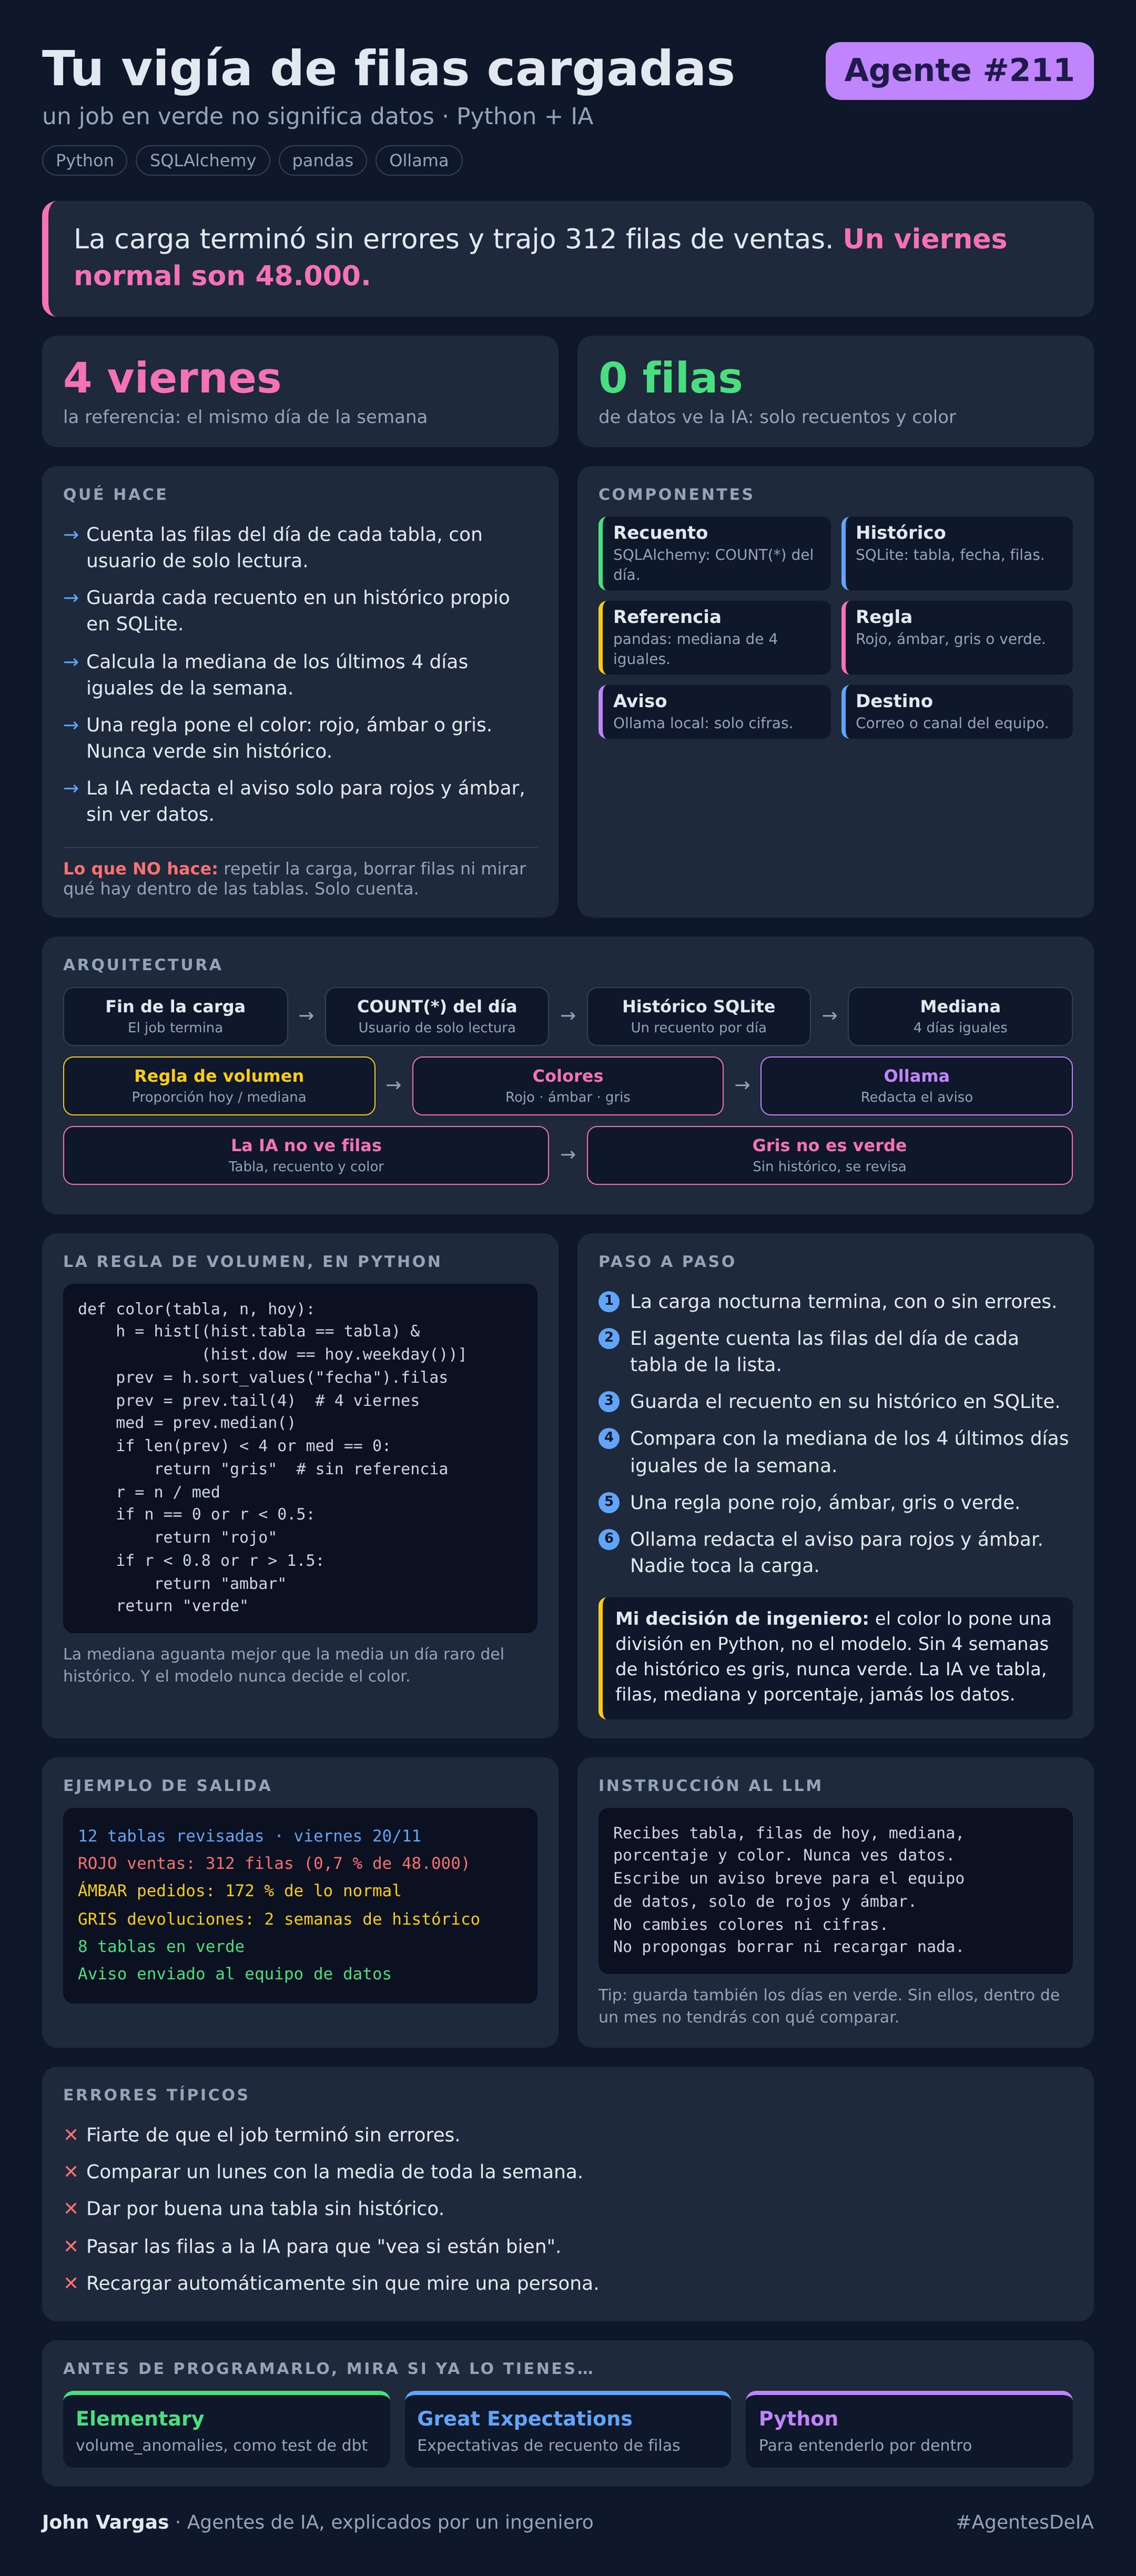 Tu vigía de filas cargadas
Agente #211
un job en verde no significa datos · Python + IA
Python
SQLAlchemy
pandas
Ollama
La carga terminó sin errores y trajo 312 filas de ventas. Un viernes
normal son 48.000.
4 viernes
la referencia: el mismo día de la semana
0 filas
de datos ve la IA: solo recuentos y color
QUÉ HACE
→ Cuenta las filas del día de cada tabla, con
usuario de solo lectura.
→ Guarda cada recuento en un histórico propio
en SQLite.
→ Calcula la mediana de los últimos 4 días
iguales de la semana.
→ Una regla pone el color: rojo, ámbar o gris.
Nunca verde sin histórico.
→ La IA redacta el aviso solo para rojos y ámbar,
sin ver datos.
Lo que NO hace: repetir la carga, borrar filas ni mirar
qué hay dentro de las tablas. Solo cuenta.
COMPONENTES
Recuento
SQLAlchemy: COUNT(*) del
día.
Histórico
SQLite: tabla, fecha, filas.
Referencia
pandas: mediana de 4
iguales.
Regla
Rojo, ámbar, gris o verde.
Aviso
Ollama local: solo cifras.
Destino
Correo o canal del equipo.
ARQUITECTURA
Fin de la carga
El job termina
→
COUNT(*) del día
Usuario de solo lectura
→
Histórico SQLite
Un recuento por día
→
Mediana
4 días iguales
Regla de volumen
Proporción hoy / mediana
→
Colores
Rojo · ámbar · gris
→
Ollama
Redacta el aviso
La IA no ve filas
Tabla, recuento y color
→
Gris no es verde
Sin histórico, se revisa
LA REGLA DE VOLUMEN, EN PYTHON
def color(tabla, n, hoy):
    h = hist[(hist.tabla == tabla) &
             (hist.dow == hoy.weekday())]
    prev = h.sort_values("fecha").filas
    prev = prev.tail(4)  # 4 viernes
    med = prev.median()
    if len(prev) < 4 or med == 0:
        return "gris"  # sin referencia
    r = n / med
    if n == 0 or r < 0.5:
        return "rojo"
    if r < 0.8 or r > 1.5:
        return "ambar"
    return "verde"
La mediana aguanta mejor que la media un día raro del
histórico. Y el modelo nunca decide el color.
PASO A PASO
1 La carga nocturna termina, con o sin errores.
2 El agente cuenta las filas del día de cada
tabla de la lista.
3 Guarda el recuento en su histórico en SQLite.
4 Compara con la mediana de los 4 últimos días
iguales de la semana.
5 Una regla pone rojo, ámbar, gris o verde.
6 Ollama redacta el aviso para rojos y ámbar.
Nadie toca la carga.
Mi decisión de ingeniero: el color lo pone una
división en Python, no el modelo. Sin 4 semanas
de histórico es gris, nunca verde. La IA ve tabla,
filas, mediana y porcentaje, jamás los datos.
EJEMPLO DE SALIDA
12 tablas revisadas · viernes 20/11
ROJO ventas: 312 filas (0,7 % de 48.000)
ÁMBAR pedidos: 172 % de lo normal
GRIS devoluciones: 2 semanas de histórico
8 tablas en verde
Aviso enviado al equipo de datos
INSTRUCCIÓN AL LLM
Recibes tabla, filas de hoy, mediana,
porcentaje y color. Nunca ves datos.
Escribe un aviso breve para el equipo
de datos, solo de rojos y ámbar.
No cambies colores ni cifras.
No propongas borrar ni recargar nada.
Tip: guarda también los días en verde. Sin ellos, dentro de
un mes no tendrás con qué comparar.
ERRORES TÍPICOS
✕ Fiarte de que el job terminó sin errores.
✕ Comparar un lunes con la media de toda la semana.
✕ Dar por buena una tabla sin histórico.
✕ Pasar las filas a la IA para que "vea si están bien".
✕ Recargar automáticamente sin que mire una persona.
ANTES DE PROGRAMARLO, MIRA SI YA LO TIENES…
Elementary
volume_anomalies, como test de dbt
Great Expectations
Expectativas de recuento de filas
Python
Para entenderlo por dentro
John Vargas · Agentes de IA, explicados por un ingeniero
#AgentesDeIA